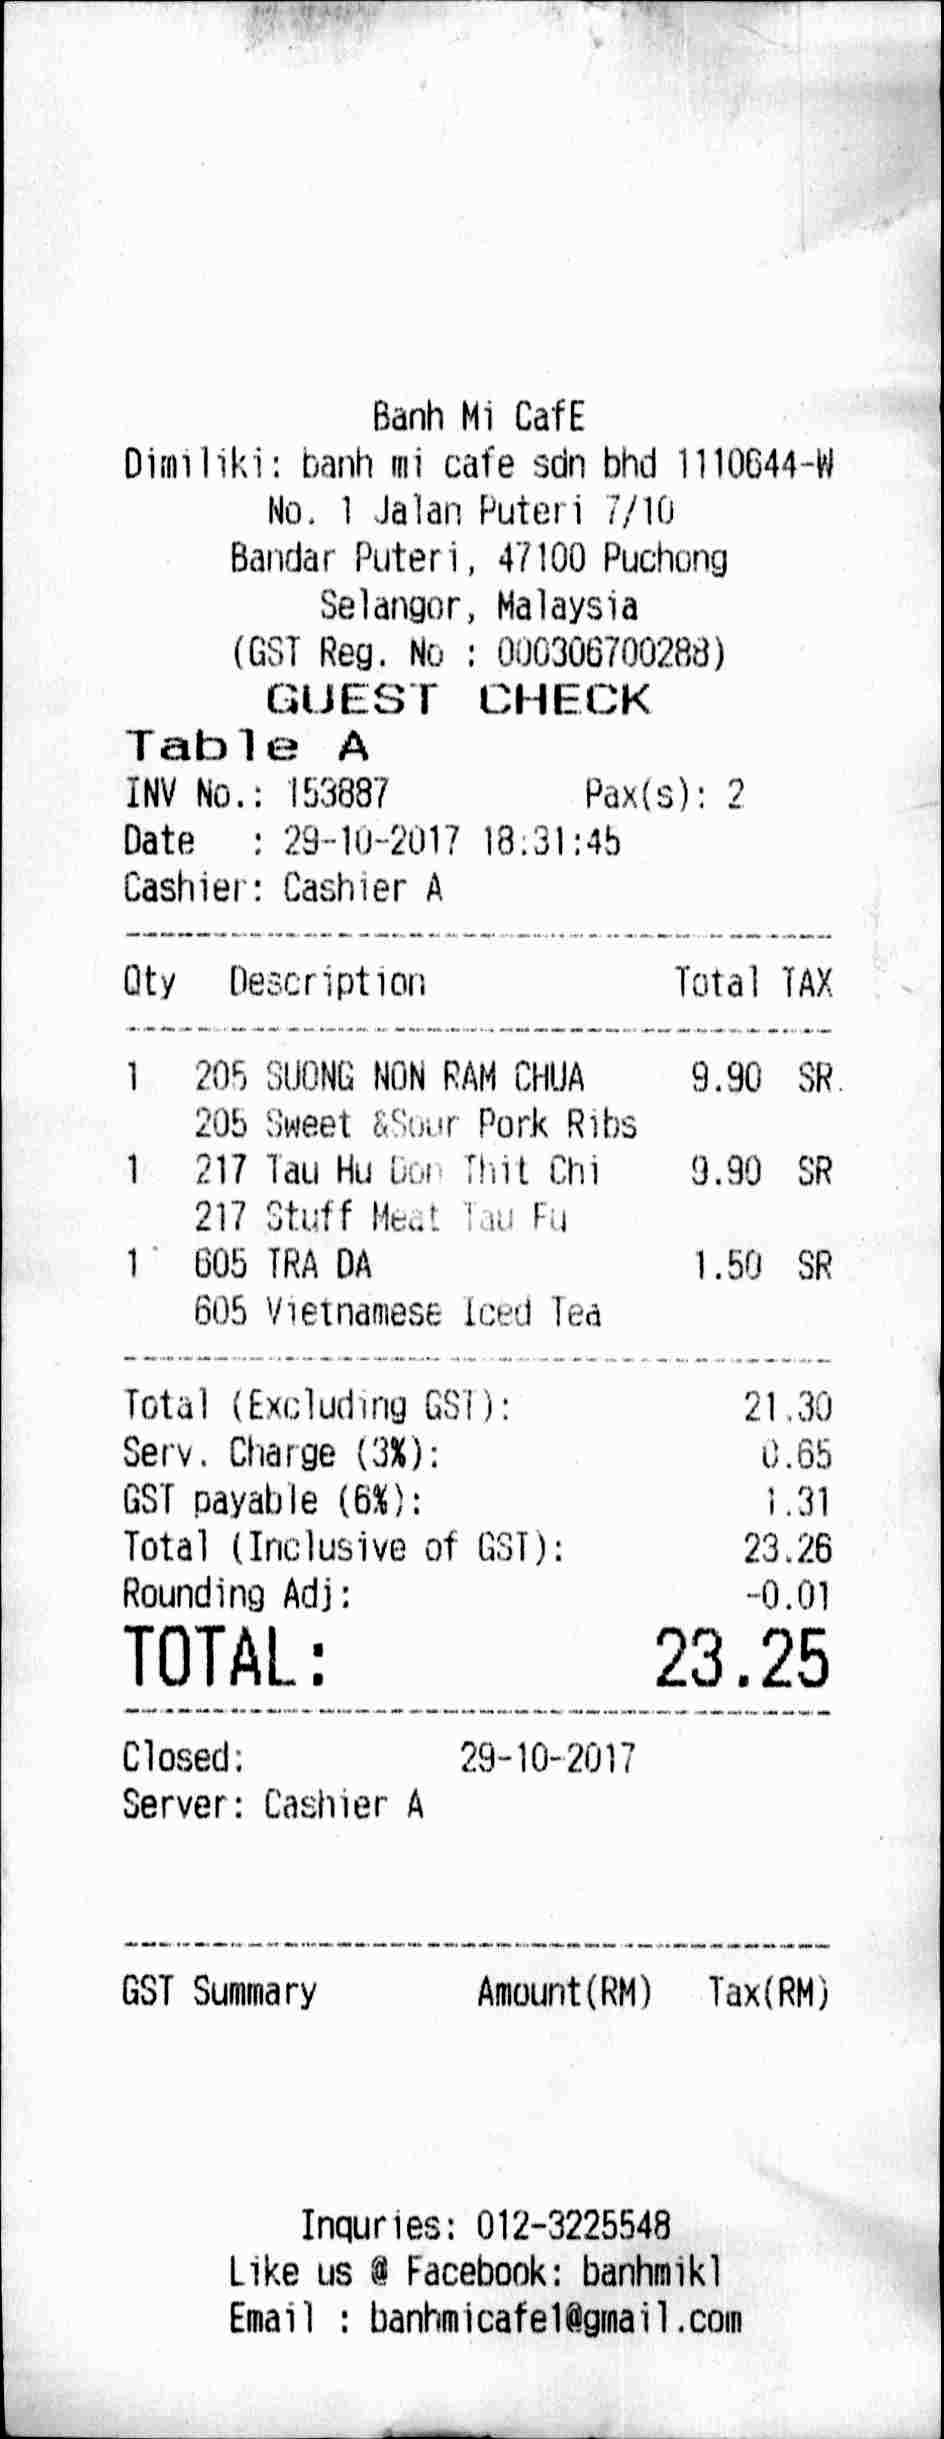 Banh Mi CafE
Dimiliki: banh mi cafe sdn bhd 1110644-W
No. 1 Jalan Puteri 7/10
Bandar Puteri, 47100 Puchong
Selangor, Malaysia
(GST Reg. No : 000306700288)
GUEST CHECK
Table A
INV No.: 153887 Pax(s): 2
Date : 29-10-2017 18:31:45
Cashier: Cashier A
Qty Description Total TAX
1 205 SUONG NON RAM CHUA 9.90 SR
205 Sweet &Sour Pork Ribs
1 217 Tau Hu Don Thit Chi 9.90 SR
217 Stuff Meat Tau Fu
1 605 TRA DA 1.50 SR
605 Vietnamese Iced Tea
Total (Excluding GST): 21.30
Serv. Charge (3%): 0.65
GST payable (6%): 1.31
Total (Inclusive of GST): 23.26
Rounding Adj: -0.01
TOTAL: 23.25
Closed: 29-10-2017
Server: Cashier A
GST Summary Amount(RM) Tax(RM)
Inquries: 012-3225548
Like us @ Facebook: banhmikl
Email : banhmicafe1@gmail.com